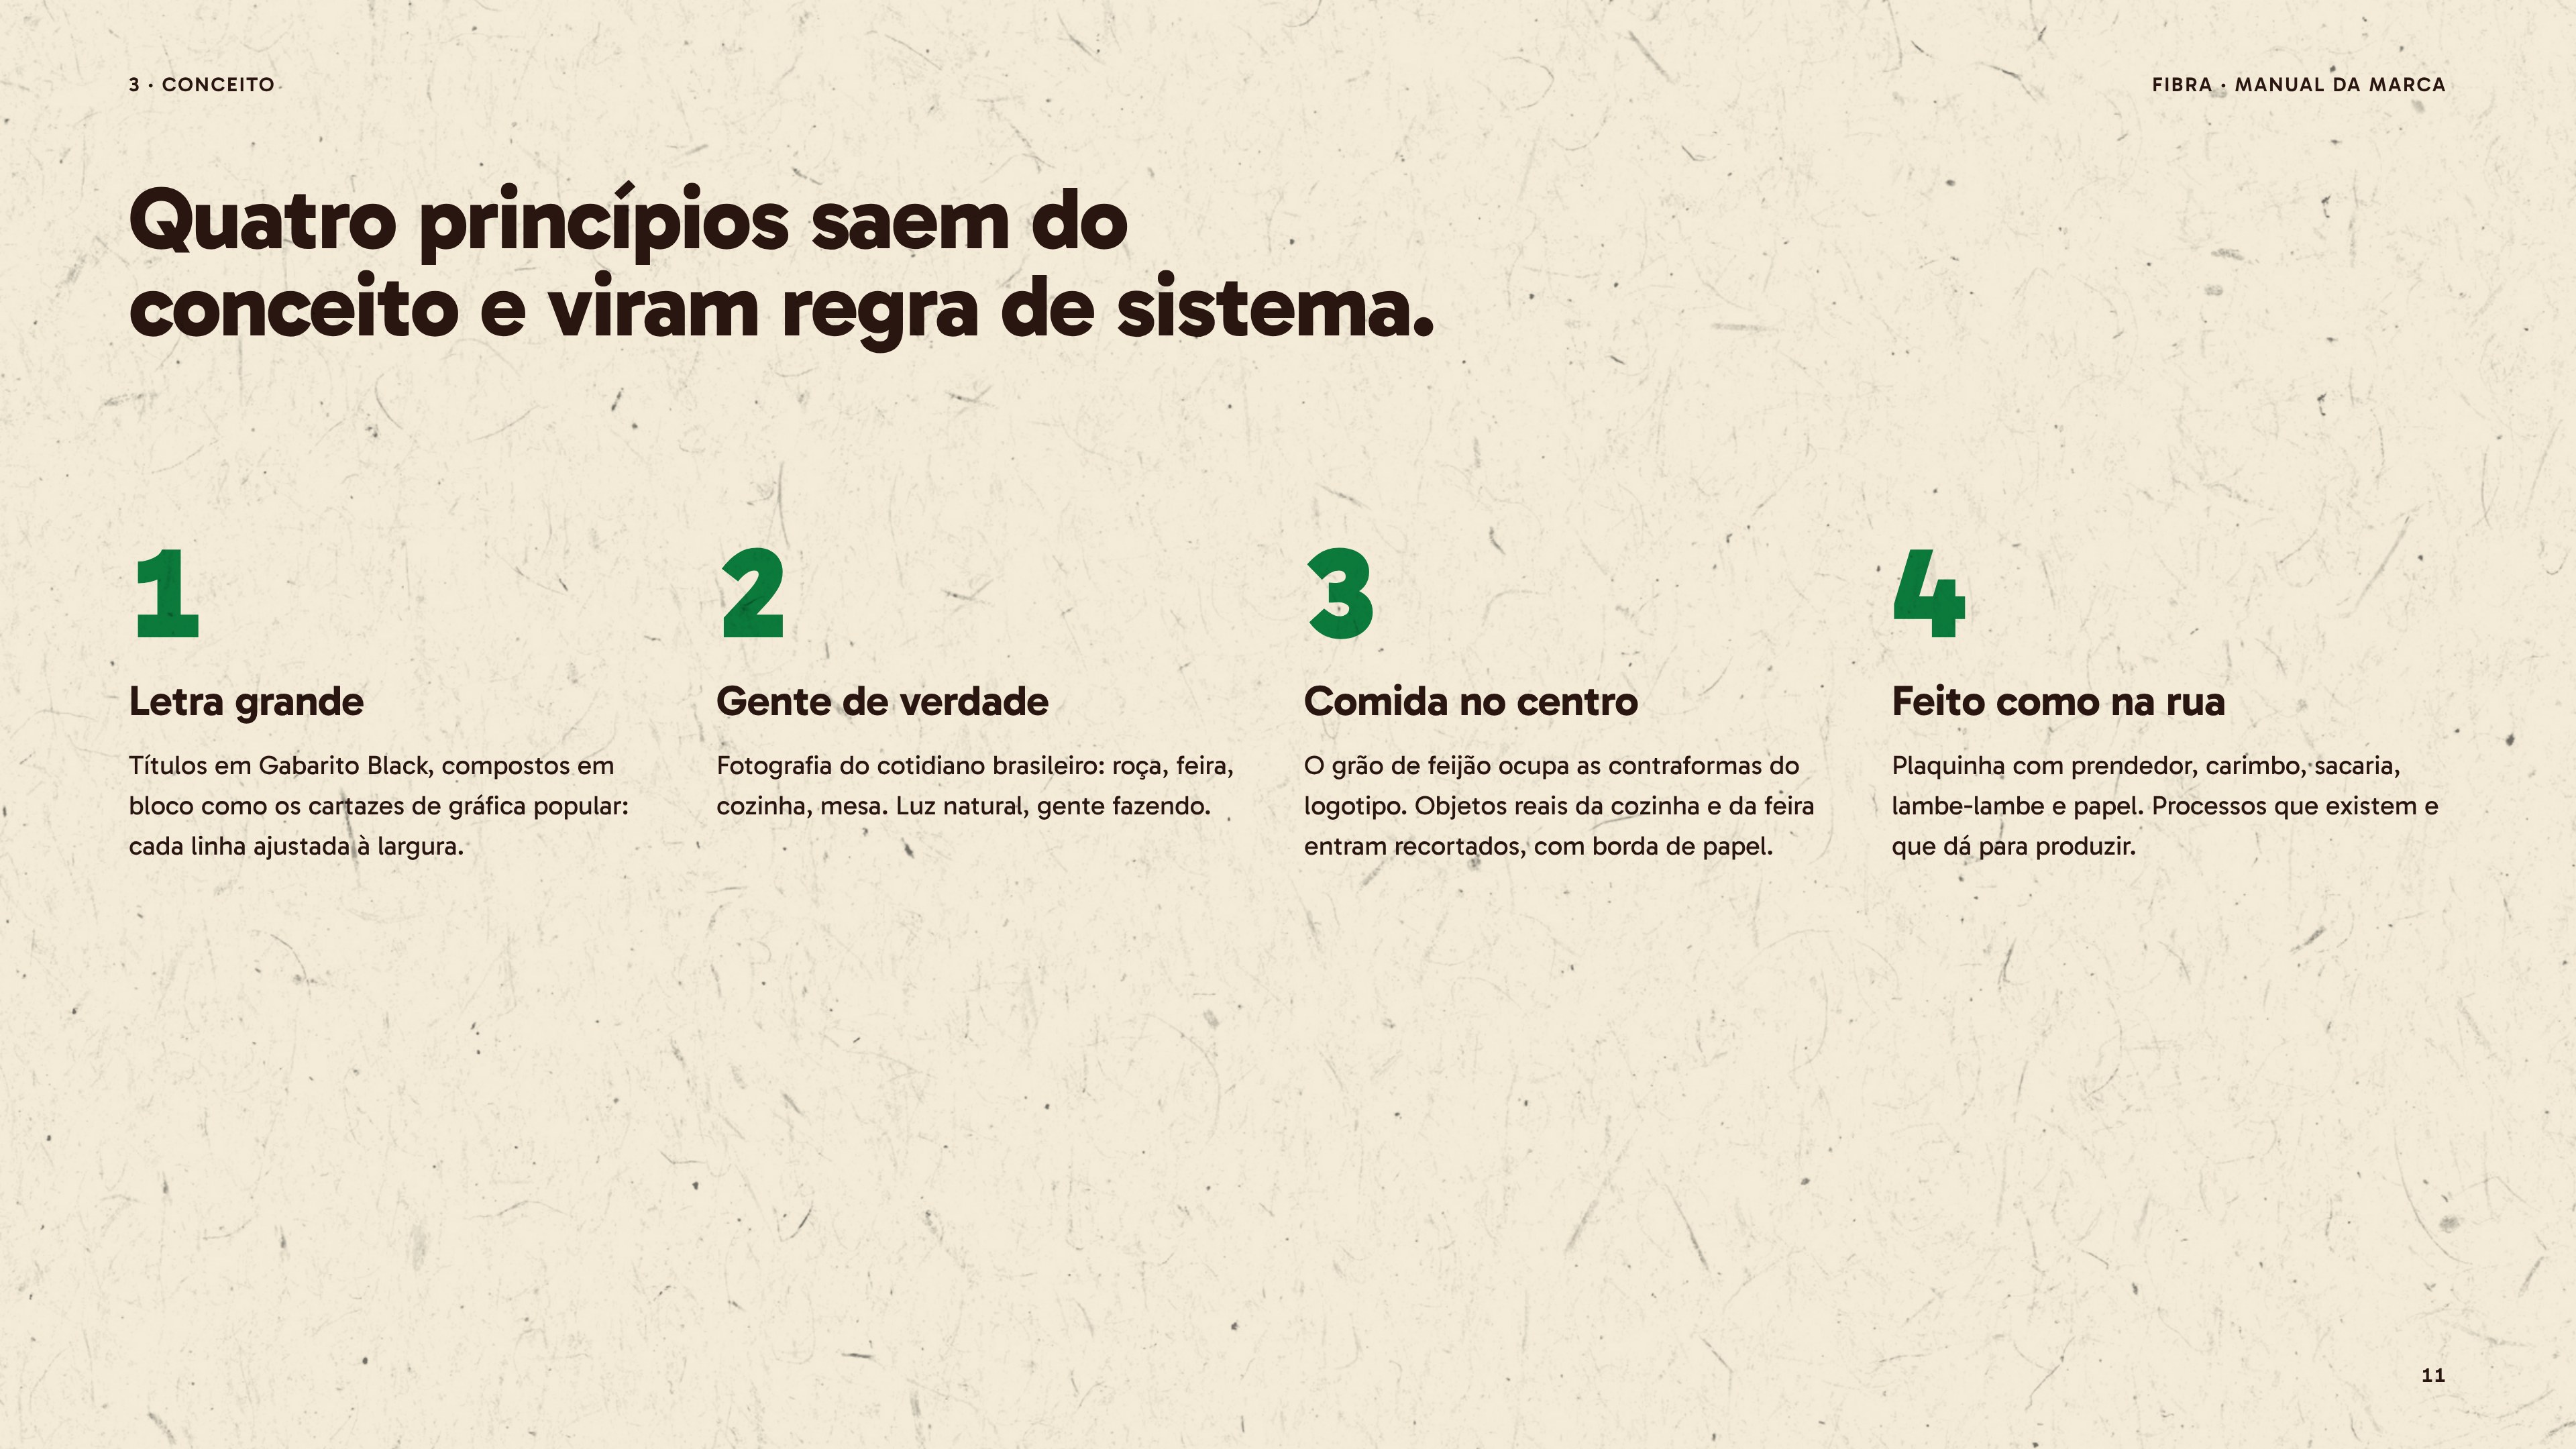 3 · CONCEITO
FIBRA · MANUAL DA MARCA
Quatro princípios saem do
conceito e viram regra de sistema.
1
Letra grande
Títulos em Gabarito Black, compostos em
bloco como os cartazes de gráfica popular:
cada linha ajustada à largura.
2
Gente de verdade
Fotografia do cotidiano brasileiro: roça, feira,
cozinha, mesa. Luz natural, gente fazendo.
3
Comida no centro
O grão de feijão ocupa as contraformas do
logotipo. Objetos reais da cozinha e da feira
entram recortados, com borda de papel.
4
Feito como na rua
Plaquinha com prendedor, carimbo, sacaria,
lambe-lambe e papel. Processos que existem e
que dá para produzir.
11